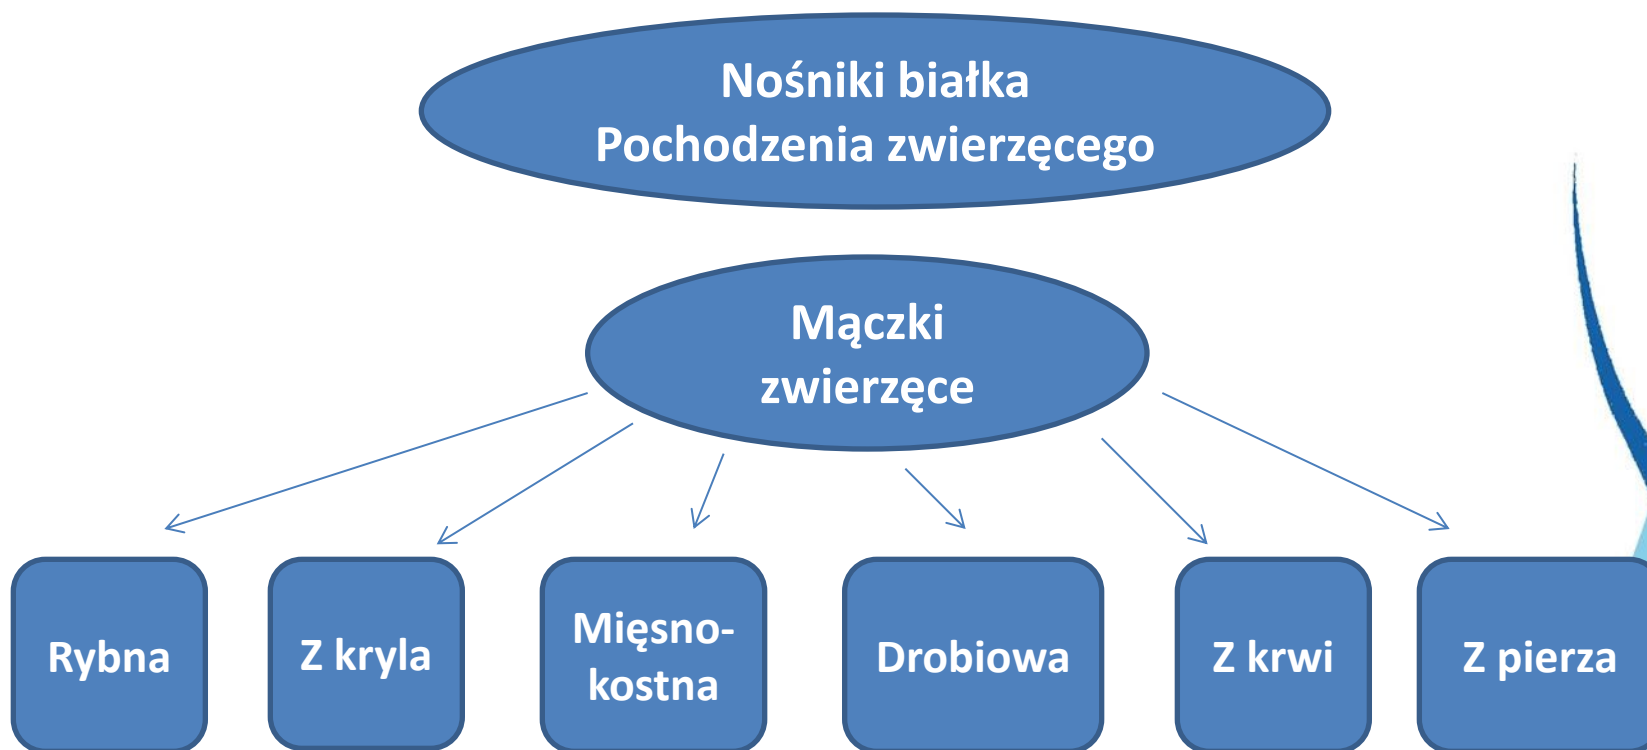 Nośniki białka
Pochodzenia zwierzęcego
Mączki
zwierzęce
Rybna
Z kryla
Mięsno-
kostna
Drobiowa
Z krwi
Z pierza